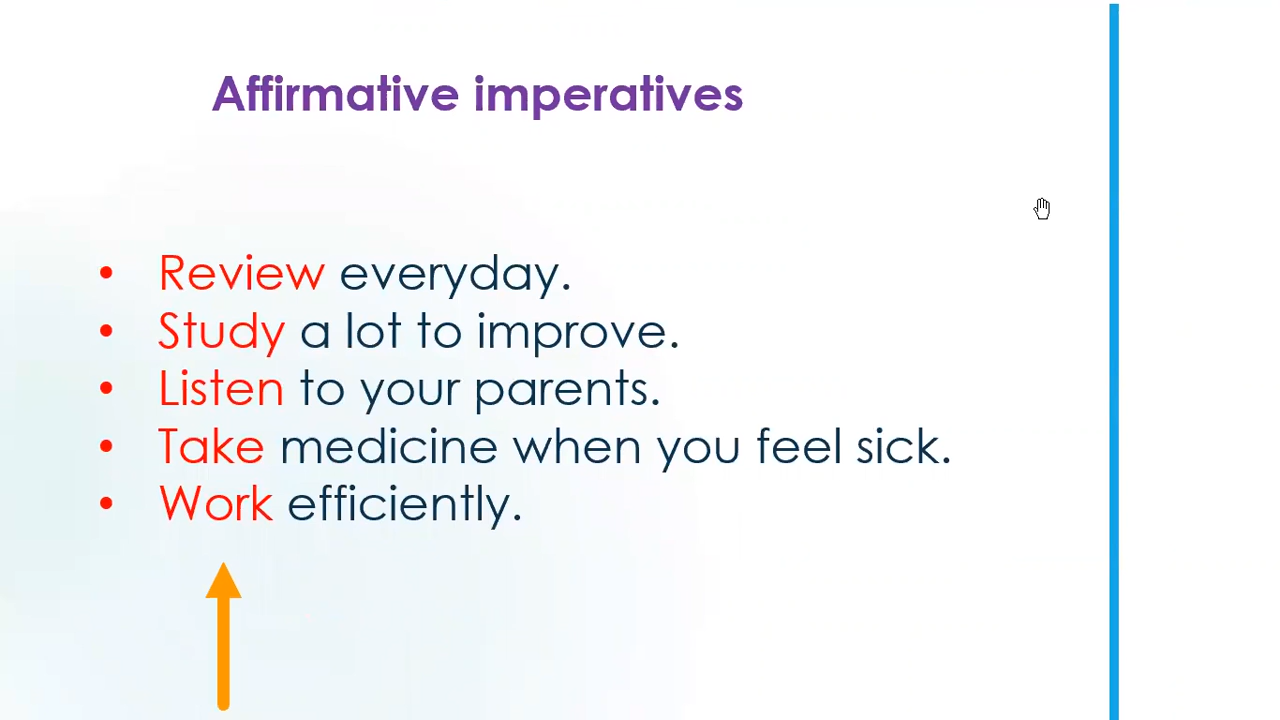 Affirmative imperatives
• Review everyday.
• Study a lot to improve.
• Listen to your parents.
• Take medicine when you feel sick.
• Work efficiently.